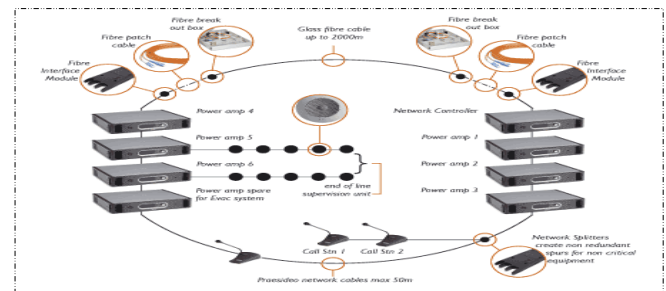 Fibre break
out box
Fibre patch
cable
Fibre
Interface
Module
Glass fibre cable
up to 2000m
Fibre break
out box
Fibre patch
cable
Fibre
Interface
Module
Power amp 4
Power amp 5
Power amp 6
Power amp spare
for Evac system
end of line
supervision unit
Network Controller
Power amp 1
Power amp 2
Power amp 3
Call Stn 1
Call Stn 2
Network Splitters
create non redundant
spurs for non critical
equipment
Praesideo network cables max 50m